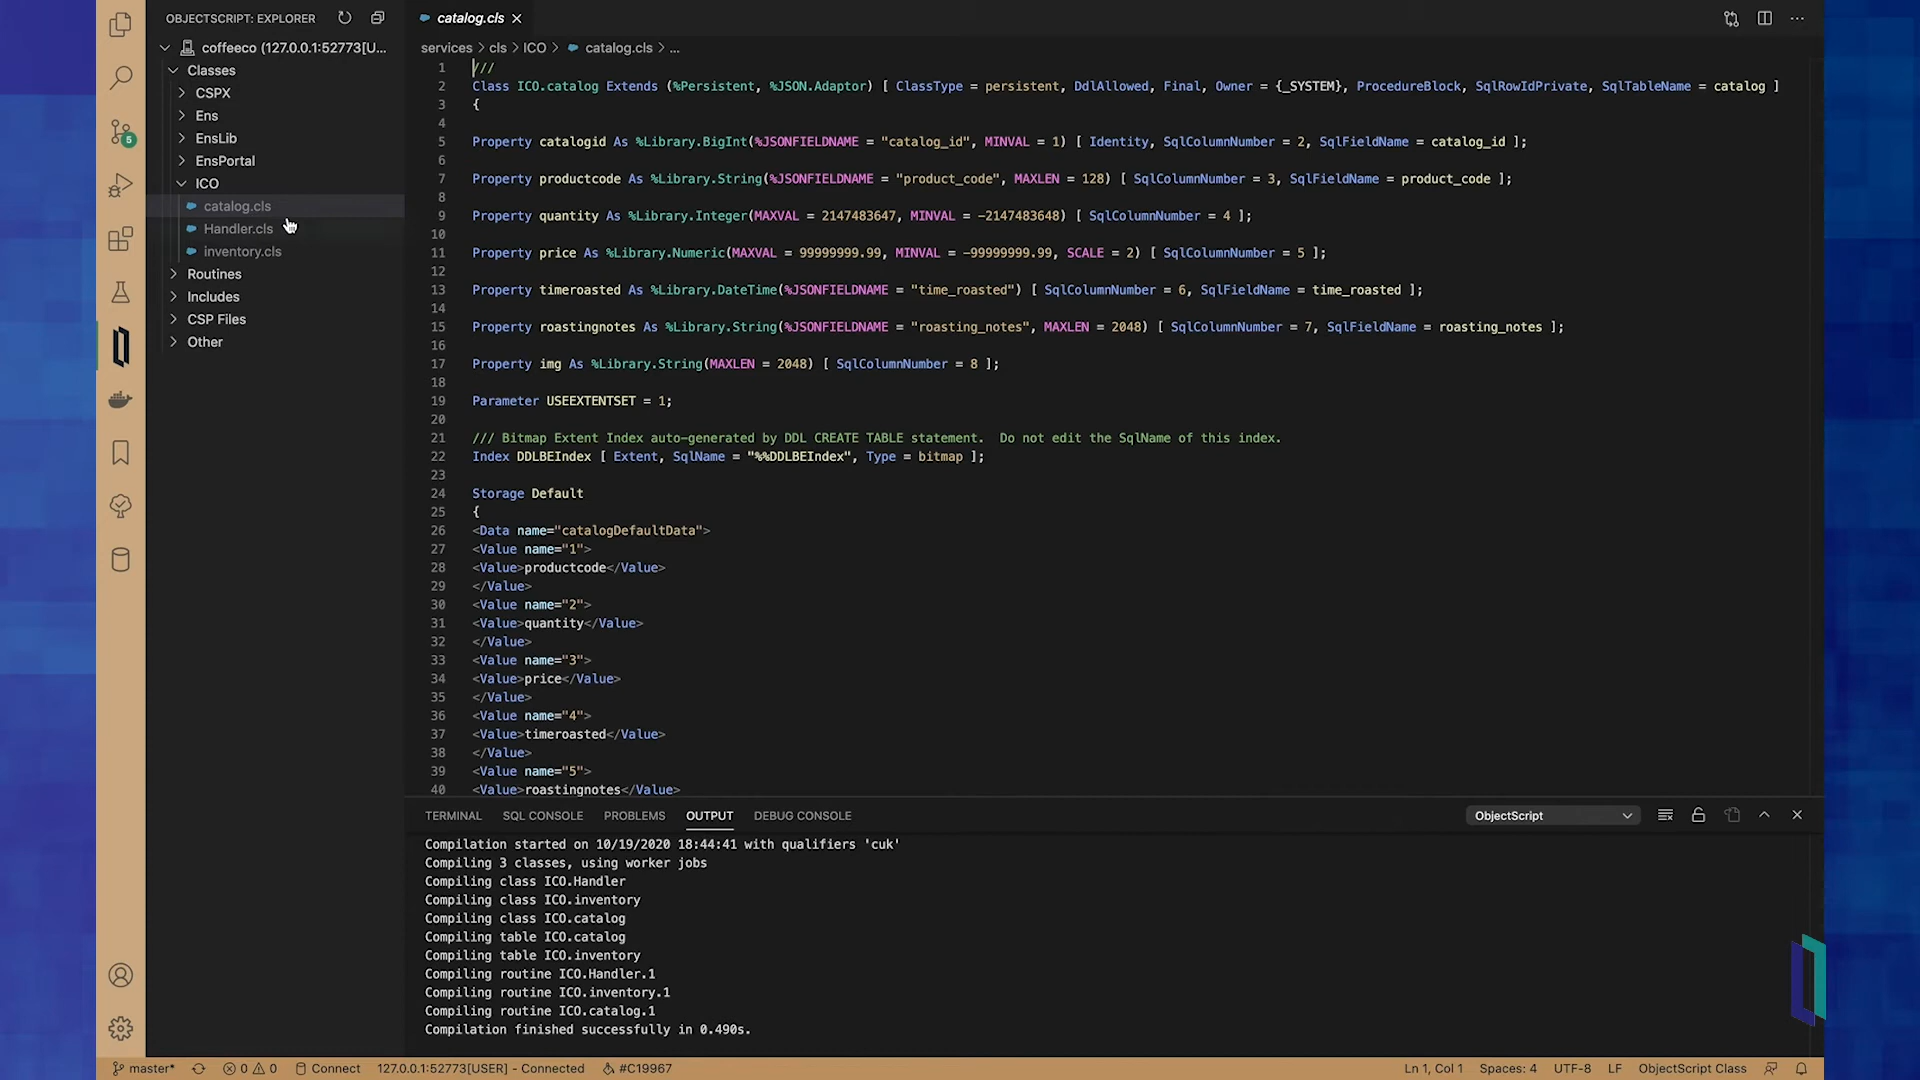 OBJECTSCRIPT: EXPLORER
coffeeco (127.0.0.1:52773[U...
Classes
CSPX
Ens
EnsLib
EnsPortal
ICO
catalog.cls
Handler.cls
inventory.cls
Routines
Includes
CSP Files
Other
5
catalog.cls
services > cls > ICO > catalog.cls > ...
1 ///
2 Class ICO.catalog Extends (%Persistent, %JSON.Adaptor) [ ClassType = persistent, DdlAllowed, Final, Owner = {_SYSTEM}, ProcedureBlock, SqlRowIdPrivate, SqlTableName = catalog ]
3 {
4
5 Property catalogid As %Library.BigInt(%JSONFIELDNAME = "catalog_id", MINVAL = 1) [ Identity, SqlColumnNumber = 2, SqlFieldName = catalog_id ];
6
7 Property productcode As %Library.String(%JSONFIELDNAME = "product_code", MAXLEN = 128) [ SqlColumnNumber = 3, SqlFieldName = product_code ];
8
9 Property quantity As %Library.Integer(MAXVAL = 2147483647, MINVAL = -2147483648) [ SqlColumnNumber = 4 ];
10
11 Property price As %Library.Numeric(MAXVAL = 99999999.99, MINVAL = -99999999.99, SCALE = 2) [ SqlColumnNumber = 5 ];
12
13 Property timeroasted As %Library.DateTime(%JSONFIELDNAME = "time_roasted") [ SqlColumnNumber = 6, SqlFieldName = time_roasted ];
14
15 Property roastingnotes As %Library.String(%JSONFIELDNAME = "roasting_notes", MAXLEN = 2048) [ SqlColumnNumber = 7, SqlFieldName = roasting_notes ];
16
17 Property img As %Library.String(MAXLEN = 2048) [ SqlColumnNumber = 8 ];
18
19 Parameter USEEXTENTSET = 1;
20
21 /// Bitmap Extent Index auto-generated by DDL CREATE TABLE statement.  Do not edit the SqlName of this index.
22 Index DDLBEIndex [ Extent, SqlName = "%%DDLBEIndex", Type = bitmap ];
23
24 Storage Default
25 {
26 <Data name="catalogDefaultData">
27 <Value name="1">
28 <Value>productcode</Value>
29 </Value>
30 <Value name="2">
31 <Value>quantity</Value>
32 </Value>
33 <Value name="3">
34 <Value>price</Value>
35 </Value>
36 <Value name="4">
37 <Value>timeroasted</Value>
38 </Value>
39 <Value name="5">
40 <Value>roastingnotes</Value>
TERMINAL SQL CONSOLE PROBLEMS OUTPUT DEBUG CONSOLE ObjectScript
Compilation started on 10/19/2020 18:44:41 with qualifiers 'cuk'
Compiling 3 classes, using worker jobs
Compiling class ICO.Handler
Compiling class ICO.inventory
Compiling class ICO.catalog
Compiling table ICO.catalog
Compiling table ICO.inventory
Compiling routine ICO.Handler.1
Compiling routine ICO.inventory.1
Compiling routine ICO.catalog.1
Compilation finished successfully in 0.490s.
master* 0 0 Connect 127.0.0.1:52773[USER] - Connected #C19967 Ln 1, Col 1 Spaces: 4 UTF-8 LF ObjectScript Class